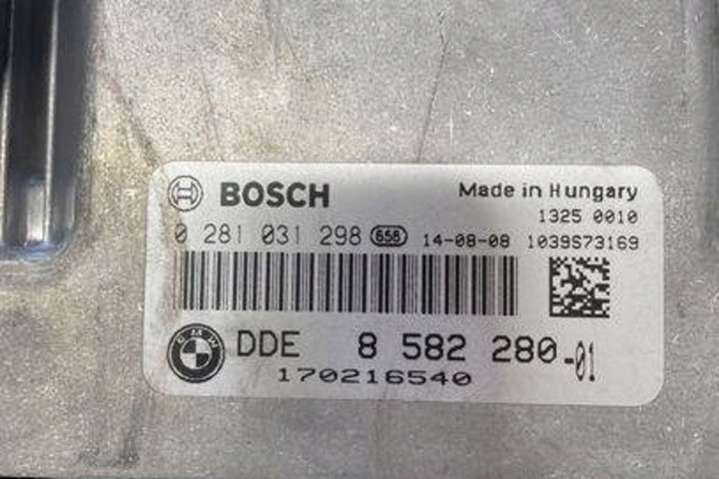 BOSCH Made in Hungary
1325 0010
0 281 031 298 656 14-08-08 1039S73169
BMW DDE 8 582 280-01
170216540